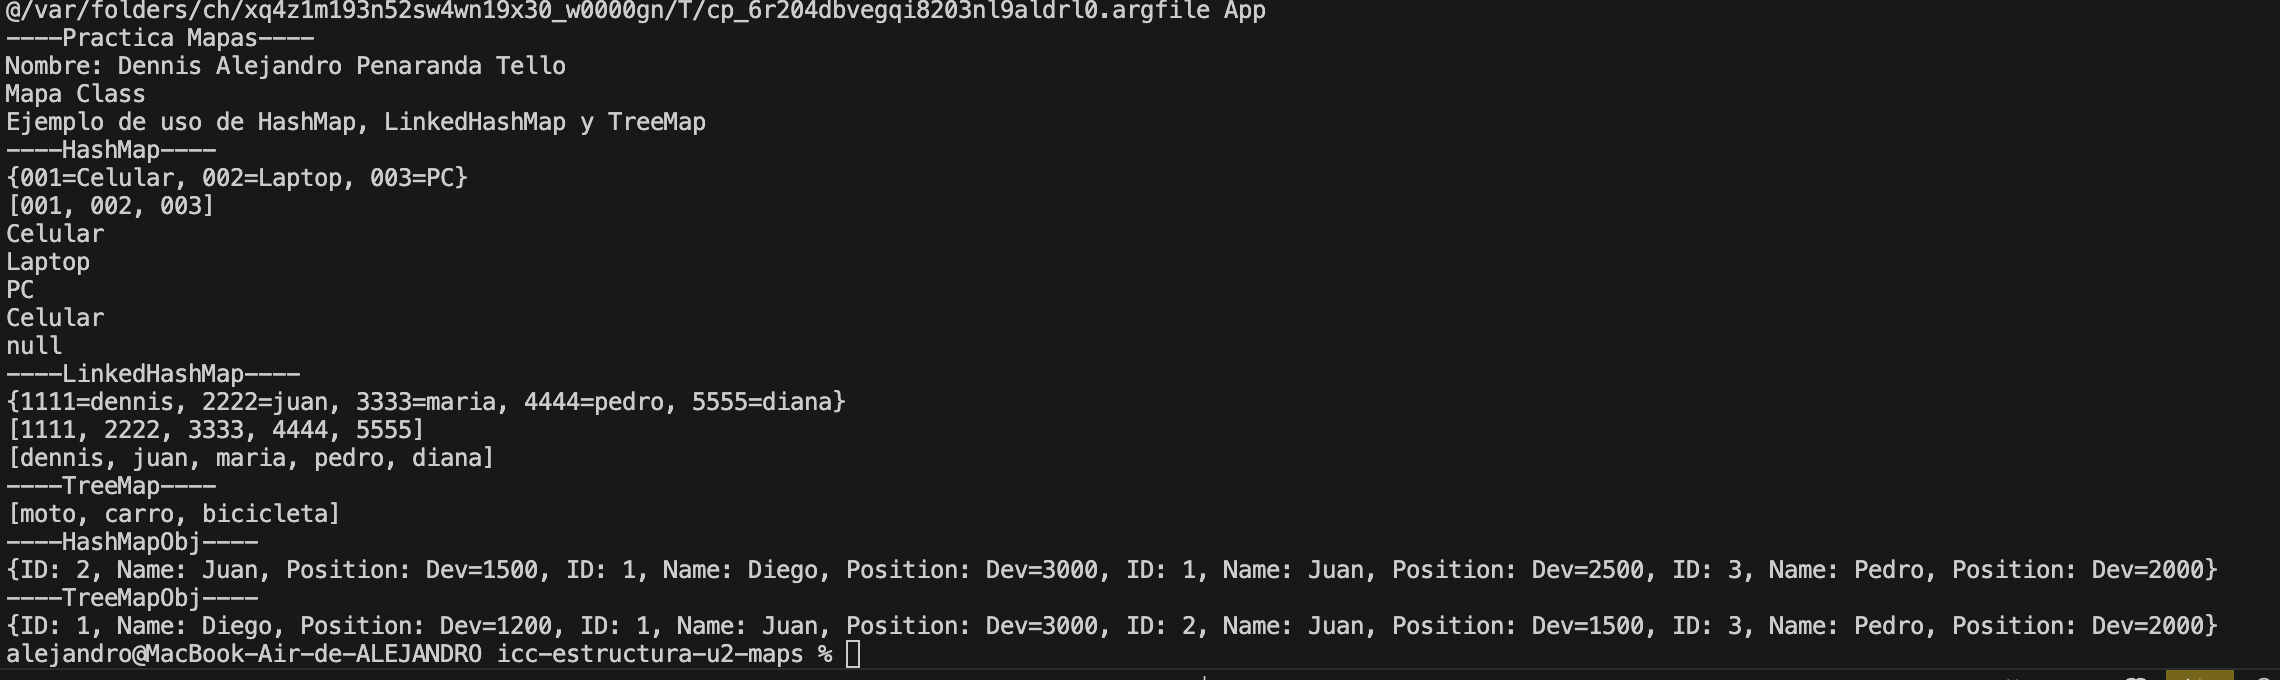 @/var/folders/ch/xq4z1m193n52sw4wn19x30_w0000gn/T/cp_6r204dbvegqi8203nl9aldrl0.argfile App
----Practica Mapas----
Nombre: Dennis Alejandro Penaranda Tello
Mapa Class
Ejemplo de uso de HashMap, LinkedHashMap y TreeMap
----HashMap----
{001=Celular, 002=Laptop, 003=PC}
[001, 002, 003]
Celular
Laptop
PC
Celular
null
----LinkedHashMap----
{1111=dennis, 2222=juan, 3333=maria, 4444=pedro, 5555=diana}
[1111, 2222, 3333, 4444, 5555]
[dennis, juan, maria, pedro, diana]
----TreeMap----
[moto, carro, bicicleta]
----HashMapObj----
{ID: 2, Name: Juan, Position: Dev=1500, ID: 1, Name: Diego, Position: Dev=3000, ID: 1, Name: Juan, Position: Dev=2500, ID: 3, Name: Pedro, Position: Dev=2000}
----TreeMapObj----
{ID: 1, Name: Diego, Position: Dev=1200, ID: 1, Name: Juan, Position: Dev=3000, ID: 2, Name: Juan, Position: Dev=1500, ID: 3, Name: Pedro, Position: Dev=2000}
alejandro@MacBook-Air-de-ALEJANDRO icc-estructura-u2-maps %